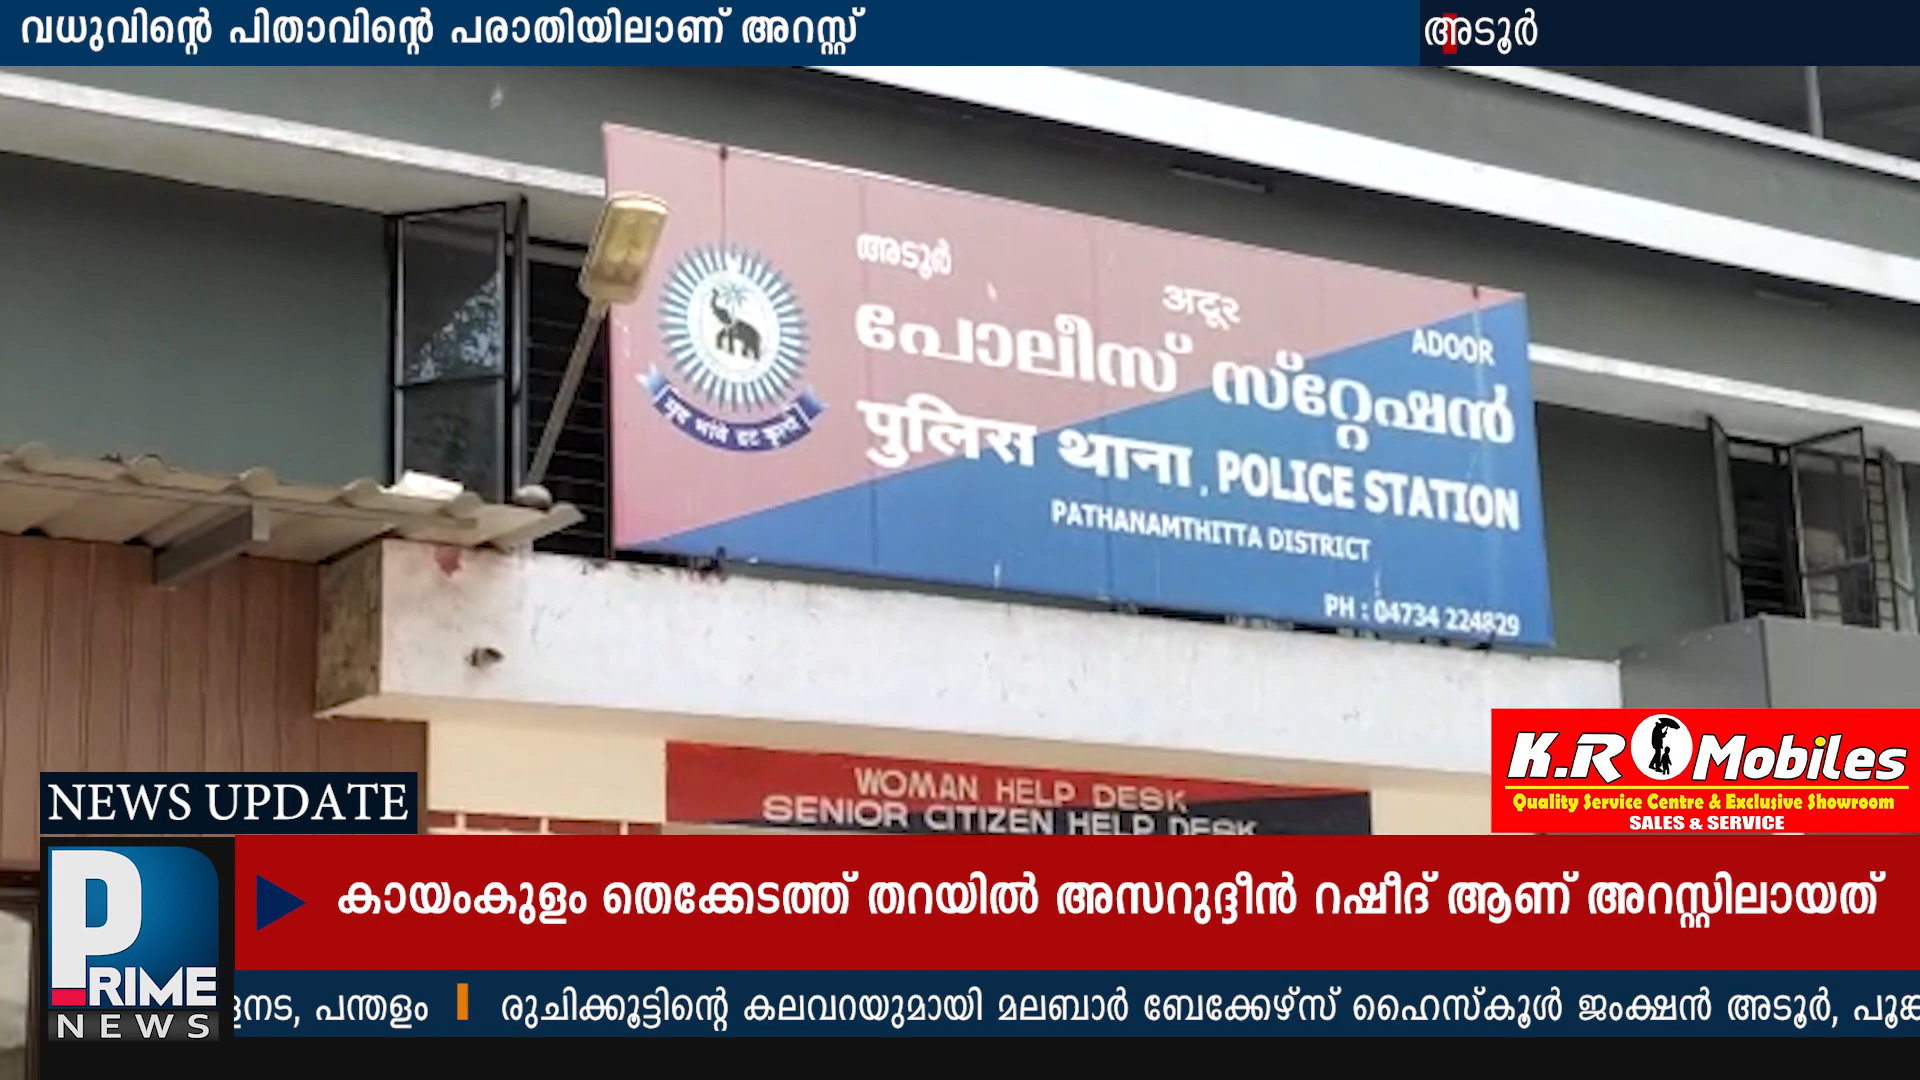 വധുവിന്റെ പിതാവിന്റെ പരാതിയിലാണ് അറസ്റ്റ്
അടൂർ
അടൂർ
अटूर
ADOOR
പോലീസ് സ്റ്റേഷൻ
पुलिस थाना, POLICE STATION
PATHANAMTHITTA DISTRICT
PH : 04734 224829
WOMAN HELP DESK
SENIOR CITIZEN HELP DESK
K.R Mobiles
Quality Service Centre & Exclusive Showroom
SALES & SERVICE
NEWS UPDATE
കായംകുളം തെക്കേടത്ത് തറയിൽ അസറുദ്ദീൻ റഷീദ് ആണ് അറസ്റ്റിലായത്
PRIME
NEWS
പന്തളം രുചിക്കൂട്ടിന്റെ കലവറയുമായി മലബാർ ബേക്കേഴ്സ് ഹൈസ്കൂൾ ജംക്ഷൻ അടൂർ,